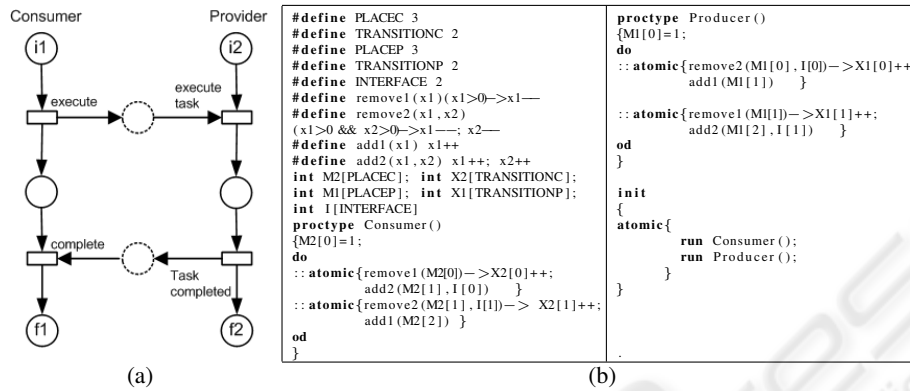 Consumer
Provider
i1
i2
execute
execute
task
complete
Task
completed
f1
f2
(a)
#define PLACEC 3
#define TRANSITIONC 2
#define PLACEP 3
#define TRANSITIONP 2
#define INTERFACE 2
#define remove1(x1)(x1>0)—>x1——
#define remove2(x1,x2)
(x1>0 && x2>0)—>x1——; x2——
#define add1(x1) x1++
#define add2(x1,x2) x1++; x2++
int M2[PLACEC]; int X2[TRANSITIONC];
int M1[PLACEP]; int X1[TRANSITIONP];
int I[INTERFACE]
proctype Consumer()
{M2[0]=1;
do
::atomic{remove1(M2[0])—>X2[0]++;
add2(M2[1],I[0]) }
::atomic{remove2(M2[1],I[1])—> X2[1]++;
add1(M2[2]) }
od
}
proctype Producer()
{M1[0]=1;
do
::atomic{remove2(M1[0],I[0])—>X1[0]++
add1(M1[1]) }
::atomic{remove1(M1[1])—>X1[1]++;
add2(M1[2],I[1]) }
od
}
init
{
atomic{
run Consumer();
run Producer();
}
}
.
(b)